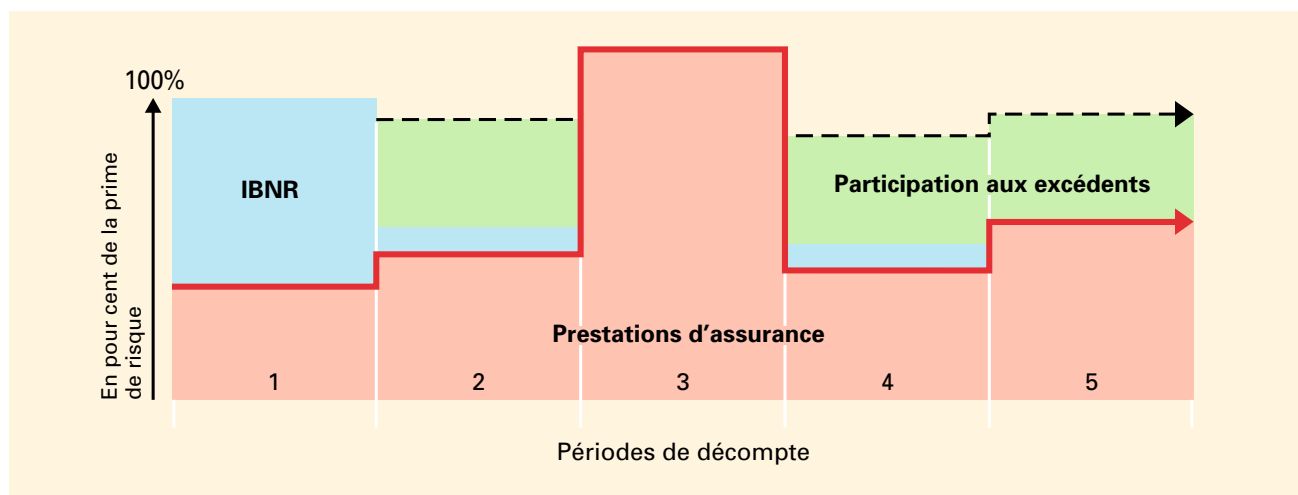 100%
En pour cent de la prime
de risque
IBNR
Participation aux excédents
Prestations d’assurance
1 2 3 4 5
Périodes de décompte